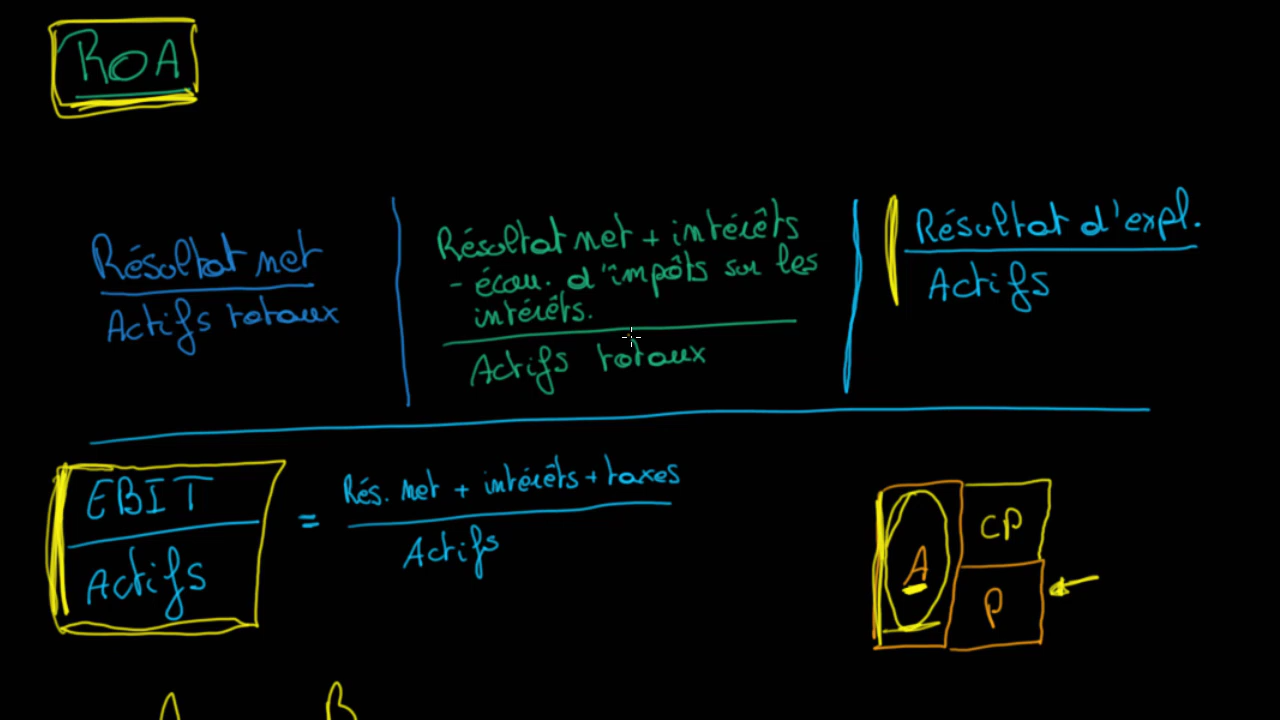 ROA
Résultat net
Actifs totaux
Résultat net + intérêts
- écon. d'impôts sur les
intérêts.
Actifs totaux
Résultat d'expl.
Actifs
EBIT
Actifs
=
Rés. net + intérêts + taxes
Actifs
A
CP
P
A B